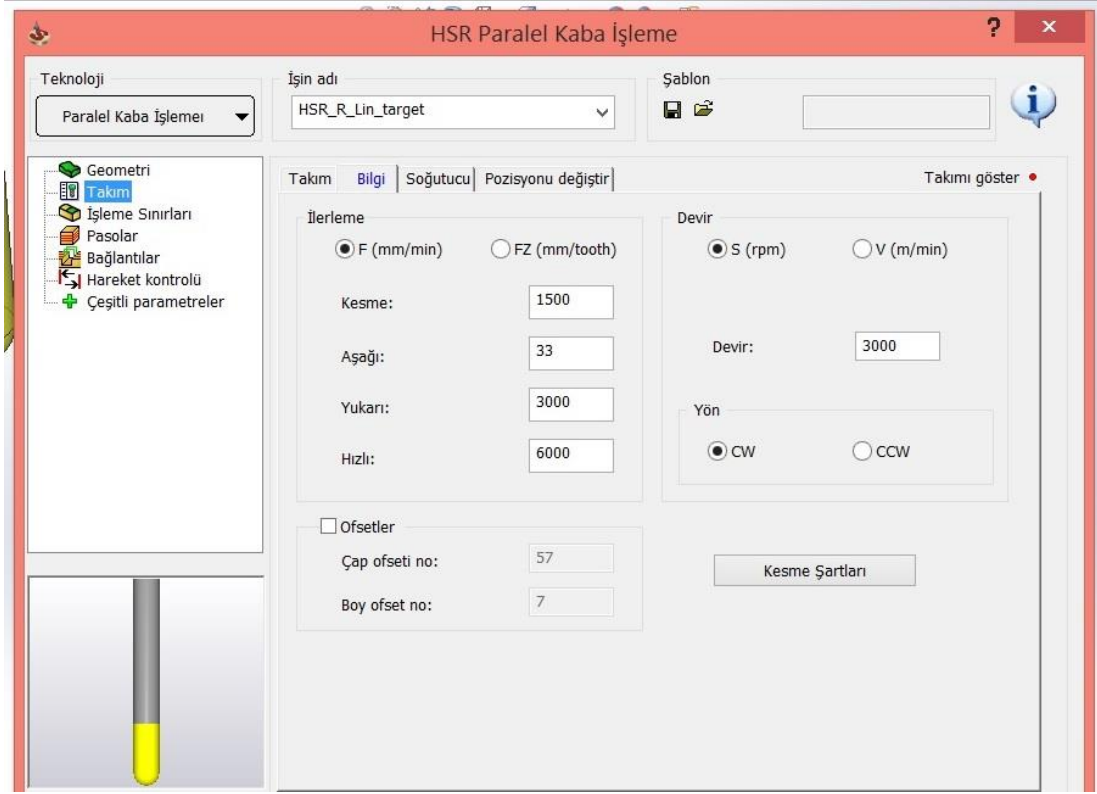 HSR Paralel Kaba İşleme
?
×
Teknoloji
Paralel Kaba İşlemeı
İşin adı
HSR_R_Lin_target
Şablon
i
Geometri
Takım
İşleme Sınırları
Pasolar
Bağlantılar
Hareket kontrolü
Çeşitli parametreler
Takım Bilgi Soğutucu Pozisyonu değiştir Takımı göster
İlerleme
F (mm/min) FZ (mm/tooth)
Kesme: 1500
Aşağı: 33
Yukarı: 3000
Hızlı: 6000
Devir
S (rpm) V (m/min)
Devir: 3000
Yön
CW CCW
Ofsetler
Çap ofseti no: 57
Boy ofset no: 7
Kesme Şartları